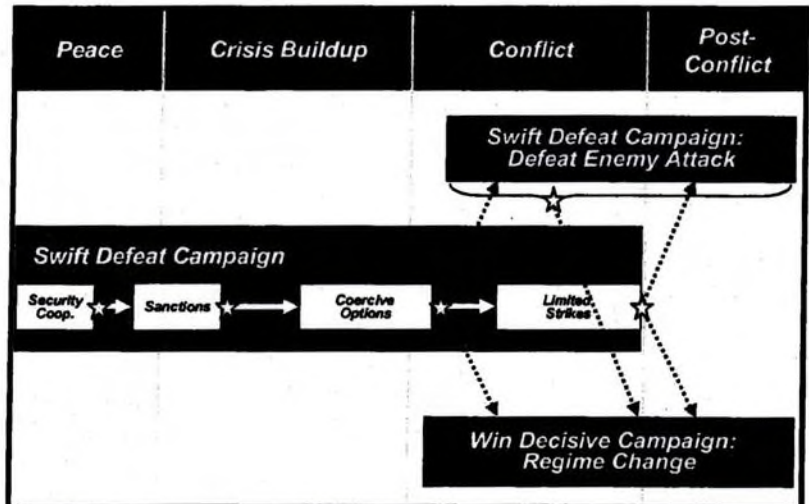 Peace
Crisis Buildup
Conflict
Post-
Conflict
Swift Defeat Campaign:
Defeat Enemy Attack
Swift Defeat Campaign
Security
Coop.
Sanctions
Coercive
Options
Limited
Strikes
Win Decisive Campaign:
Regime Change